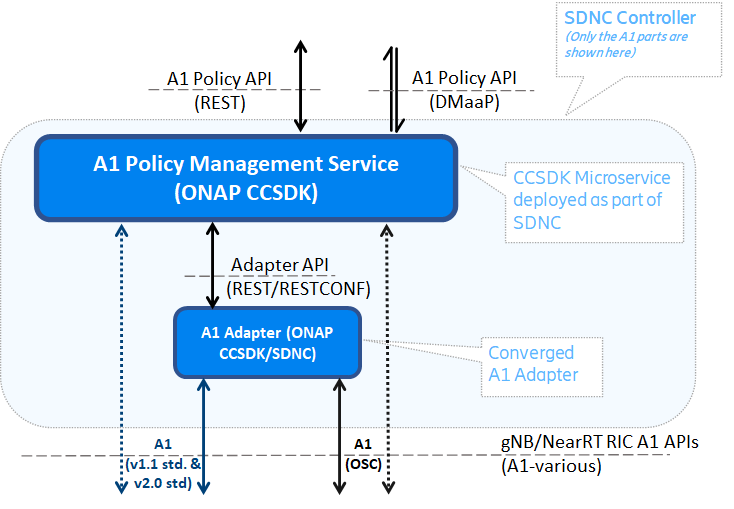 SDNC Controller
(Only the A1 parts are
shown here)
A1 Policy API
(REST)
A1 Policy API
(DMaaP)
A1 Policy Management Service
(ONAP CCSDK)
CCSDK Microservice
deployed as part of
SDNC
Adapter API
(REST/RESTCONF)
A1 Adapter (ONAP
CCSDK/SDNC)
Converged
A1 Adapter
A1
(v1.1 std. &
v2.0 std)
A1
(OSC)
gNB/NearRT RIC A1 APIs
(A1-various)